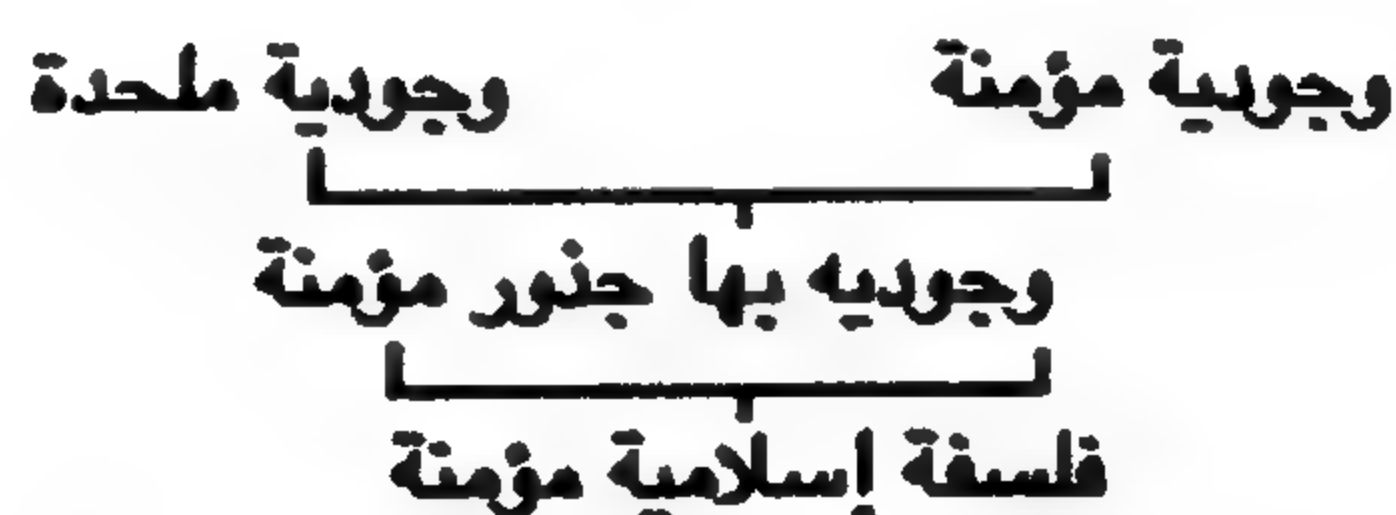 وجودية مؤمنة وجودية ملحدة
وجوديه بها جذور مؤمنة
فلسفة إسلامية مؤمنة